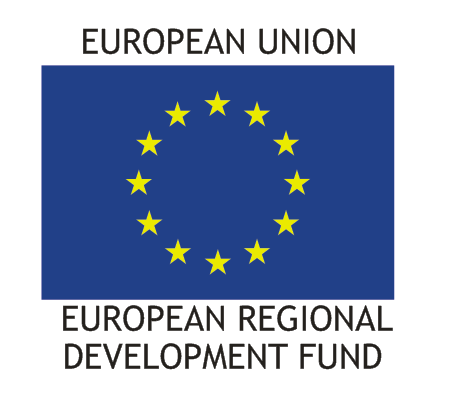 EUROPEAN UNION
EUROPEAN REGIONAL
DEVELOPMENT FUND